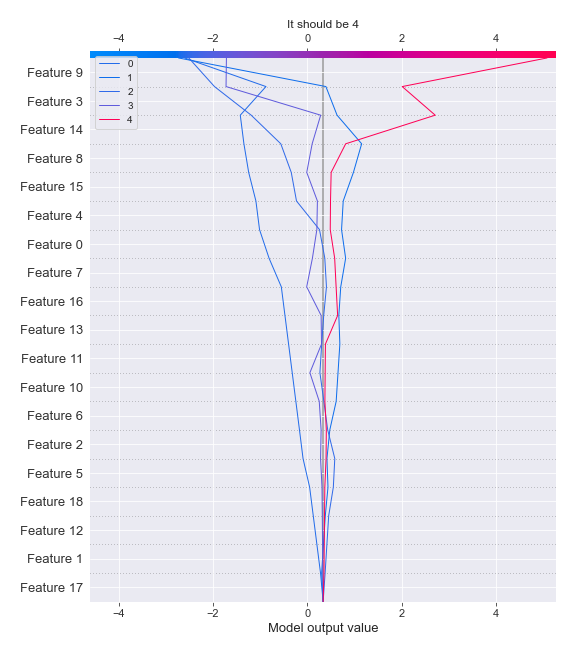 It should be 4
−4 −2 0 2 4
0
1
2
3
4
Feature 9
Feature 3
Feature 14
Feature 8
Feature 15
Feature 4
Feature 0
Feature 7
Feature 16
Feature 13
Feature 11
Feature 10
Feature 6
Feature 2
Feature 5
Feature 18
Feature 12
Feature 1
Feature 17
−4 −2 0 2 4
Model output value